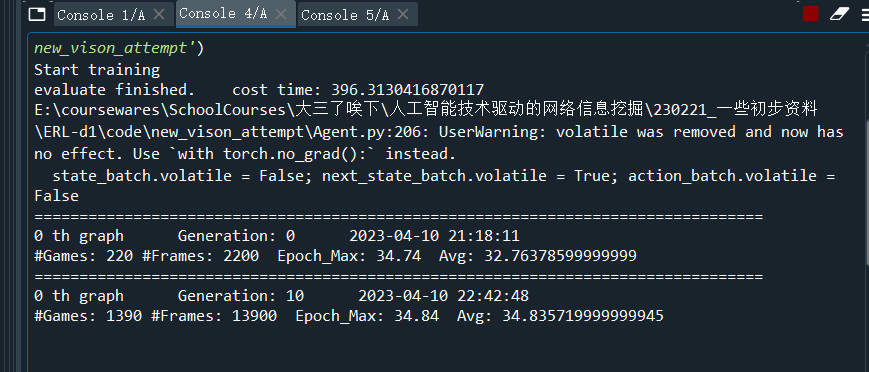 Console 1/A
Console 4/A
Console 5/A
new_vison_attempt')
Start training
evaluate finished.    cost time: 396.3130416870117
E:\coursewares\SchoolCourses\大三了唉下\人工智能技术驱动的网络信息挖掘\230221_一些初步资料
\ERL-d1\code\new_vison_attempt\Agent.py:206: UserWarning: volatile was removed and now has
no effect. Use `with torch.no_grad():` instead.
  state_batch.volatile = False; next_state_batch.volatile = True; action_batch.volatile =
False
================================================================================
0 th graph      Generation: 0      2023-04-10 21:18:11
#Games: 220 #Frames: 2200  Epoch_Max: 34.74  Avg: 32.76378599999999
================================================================================
0 th graph      Generation: 10      2023-04-10 22:42:48
#Games: 1390 #Frames: 13900  Epoch_Max: 34.84  Avg: 34.835719999999945